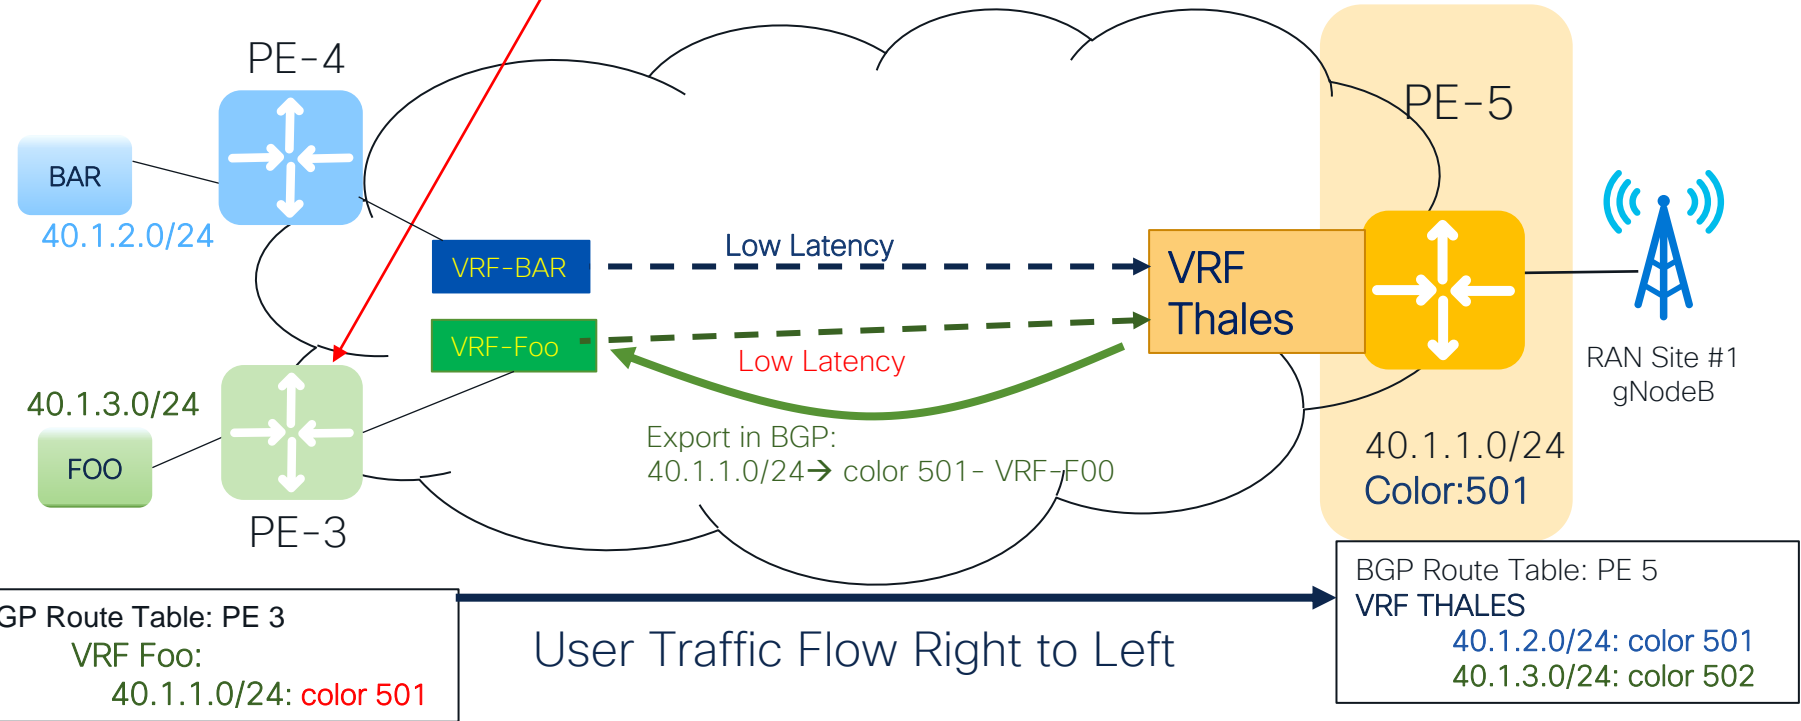 PE-4
PE-5
BAR
40.1.2.0/24
VRF-BAR
Low Latency
VRF
Thales
VRF-Foo
Low Latency
RAN Site #1
gNodeB
40.1.3.0/24
FOO
PE-3
Export in BGP:
40.1.1.0/24→ color 501- VRF-F00
40.1.1.0/24
Color:501
GP Route Table: PE 3
VRF Foo:
40.1.1.0/24: color 501
User Traffic Flow Right to Left
BGP Route Table: PE 5
VRF THALES
40.1.2.0/24: color 501
40.1.3.0/24: color 502